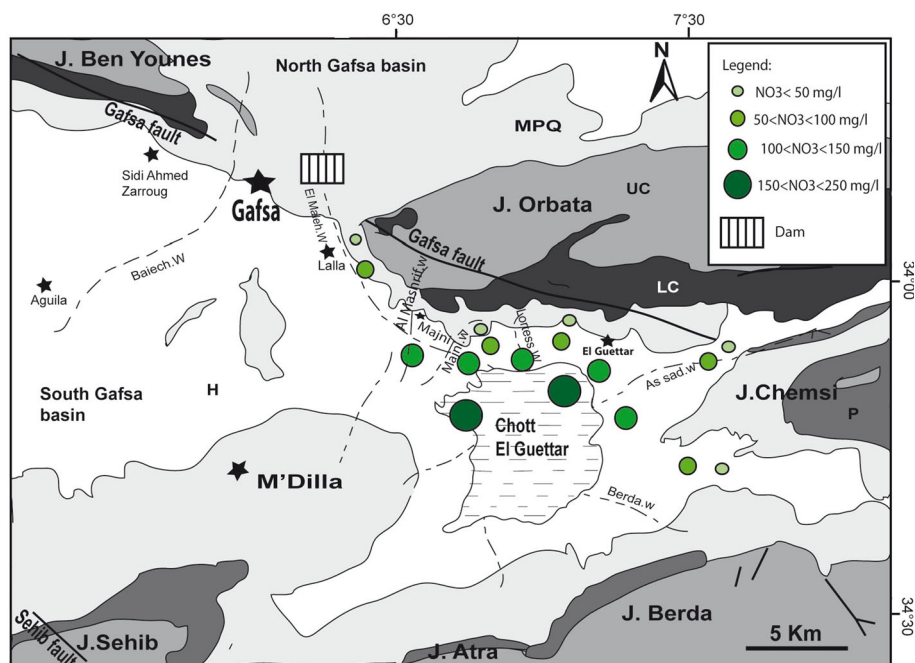 6°30
7°30
J. Ben Younes
North Gafsa basin
N
Legend:
NO3< 50 mg/l
50<NO3<100 mg/l
100<NO3<150 mg/l
150<NO3<250 mg/l
Dam
Gafsa fault
MPQ
Sidi Ahmed
Zarroug
UC
Gafsa
J. Orbata
El Maleh.W
Lalla
Gafsa fault
Baiech.W
34°00
Aguila
LC
Al Mashrif.w
Majni
Majni.w
Lortess.w
El Guettar
As sad.w
J.Chemsi
South Gafsa
basin
H
P
Chott
El Guettar
M'Dilla
Berda.w
34°30
J. Berda
Sehib fault
J.Sehib
J. Atra
5 Km